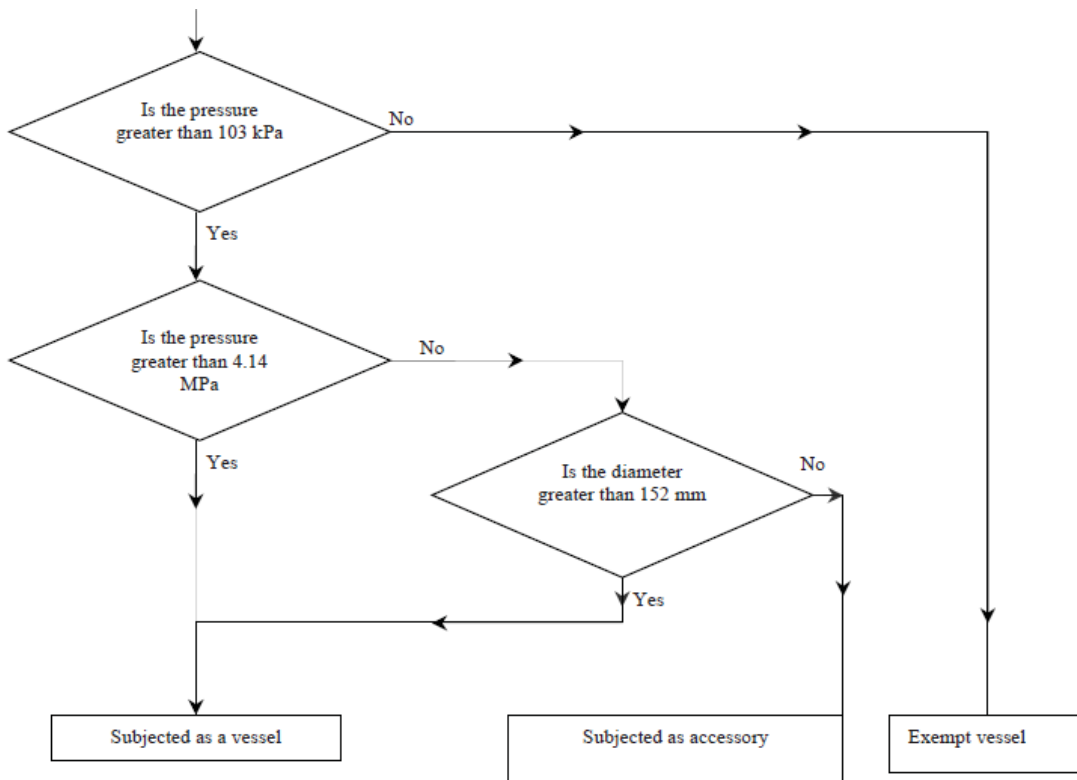 Is the pressure
greater than 103 kPa
No
Yes
Is the pressure
greater than 4.14
MPa
No
Yes
Is the diameter
greater than 152 mm
No
Yes
Subjected as a vessel
Subjected as accessory
Exempt vessel